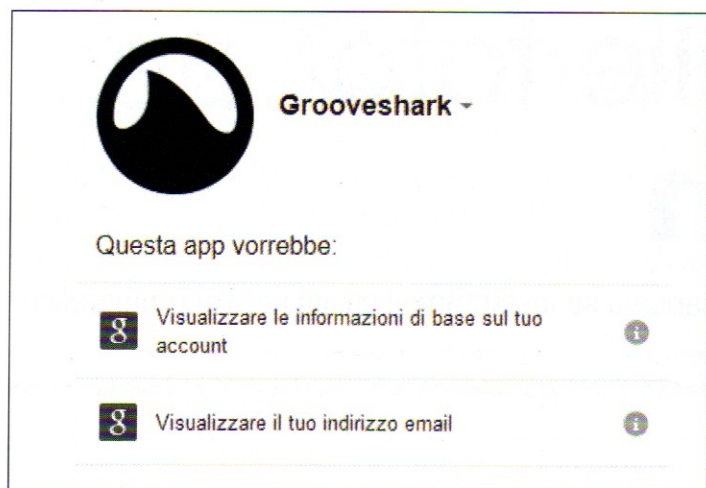 Grooveshark
Questa app vorrebbe:
Visualizzare le informazioni di base sul tuo
account
Visualizzare il tuo indirizzo email